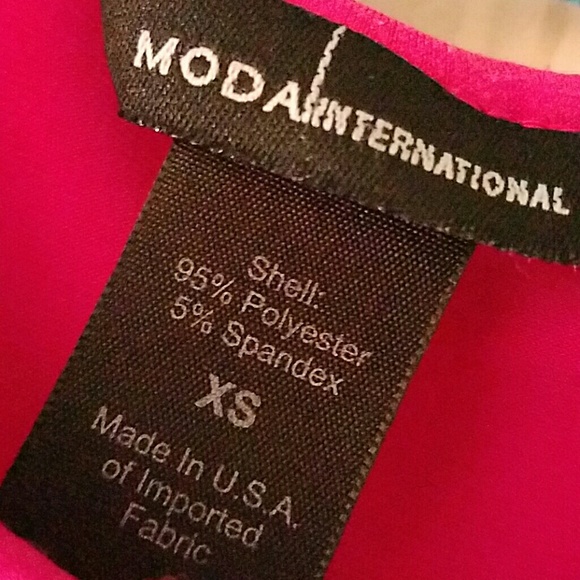 MODA INTERNATIONAL
Shell:
95% Polyester
5% Spandex
XS
Made In U.S.A.
of Imported
Fabric